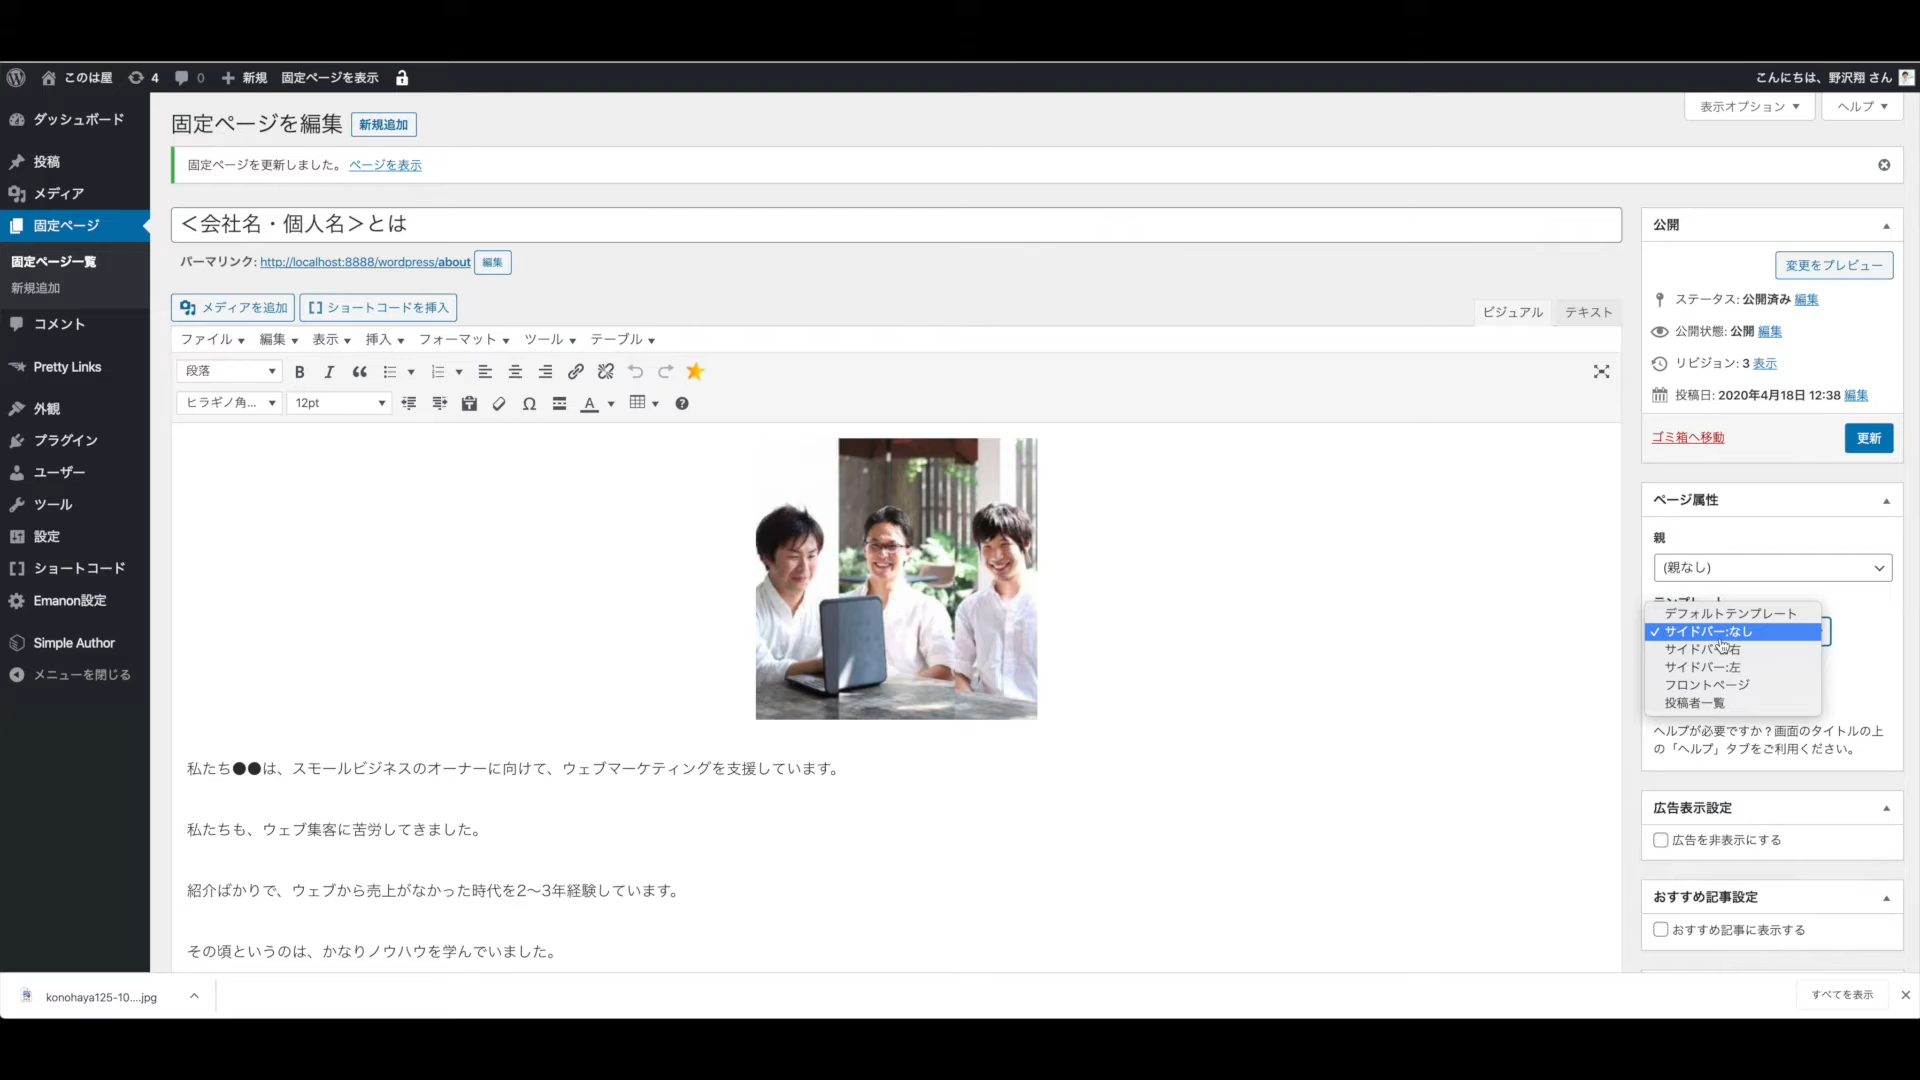 このは屋 4 0 新規 固定ページを表示 こんにちは、野沢翔 さん
表示オプション ヘルプ
ダッシュボード
投稿
メディア
固定ページ
固定ページ一覧
新規追加
コメント
Pretty Links
外観
プラグイン
ユーザー
ツール
設定
ショートコード
Emanon設定
Simple Author
メニューを閉じる
固定ページを編集 新規追加
固定ページを更新しました。 ページを表示
＜会社名・個人名＞とは
パーマリンク: http://localhost:8888/wordpress/about 編集
メディアを追加 [ ] ショートコードを挿入
ビジュアル テキスト
ファイル 編集 表示 挿入 フォーマット ツール テーブル
段落
ヒラギノ角... 12pt
私たち●●は、スモールビジネスのオーナーに向けて、ウェブマーケティングを支援しています。
私たちも、ウェブ集客に苦労してきました。
紹介ばかりで、ウェブから売上がなかった時代を2〜3年経験しています。
その頃というのは、かなりノウハウを学んでいました。
公開
変更をプレビュー
ステータス: 公開済み 編集
公開状態: 公開 編集
リビジョン: 3 表示
投稿日: 2020年4月18日 12:38 編集
ゴミ箱へ移動 更新
ページ属性
親
(親なし)
デフォルトテンプレート
✓ サイドバー:なし
サイドバー:右
サイドバー:左
フロントページ
投稿者一覧
ヘルプが必要ですか？画面のタイトルの上
の「ヘルプ」タブをご利用ください。
広告表示設定
広告を非表示にする
おすすめ記事設定
おすすめ記事に表示する
konohaya125-10....jpg すべてを表示